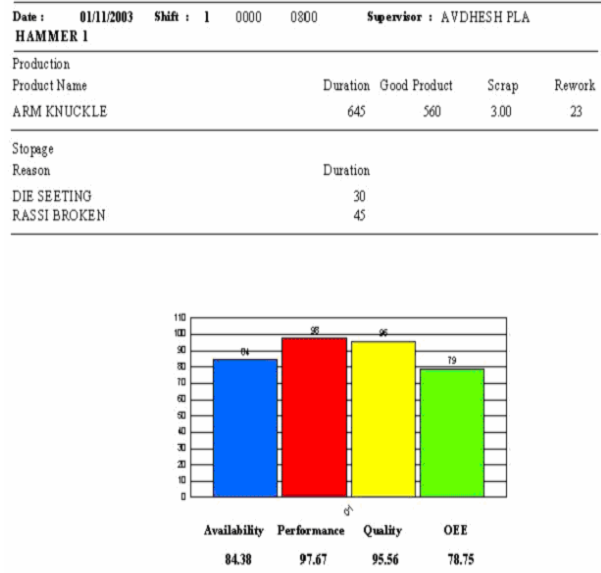 Date : 01/11/2003 Shift : 1 0000 0800 Supervisor : AVDHESH PLA
HAMMER 1
Production
Product Name Duration Good Product Scrap Rework
ARM KNUCKLE 645 560 3.00 23
Stopage
Reason Duration
DIE SEETING 30
RASSI BROKEN 45
110
100
90
80
70
60
50
40
30
20
10
0
84
98
96
79
Availability Performance Quality OEE
84.38 97.67 95.56 78.75